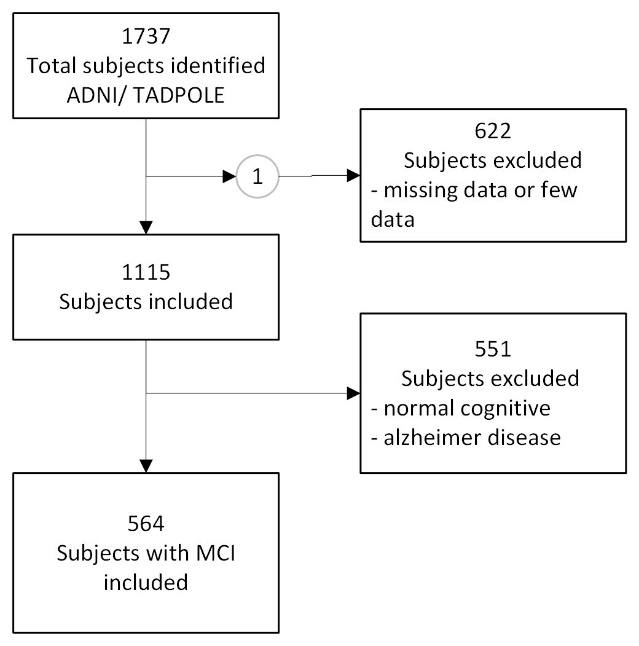 1737
Total subjects identified
ADNI/ TADPOLE
622
Subjects excluded
- missing data or few
data
1
1115
Subjects included
551
Subjects excluded
- normal cognitive
- alzheimer disease
564
Subjects with MCI
included